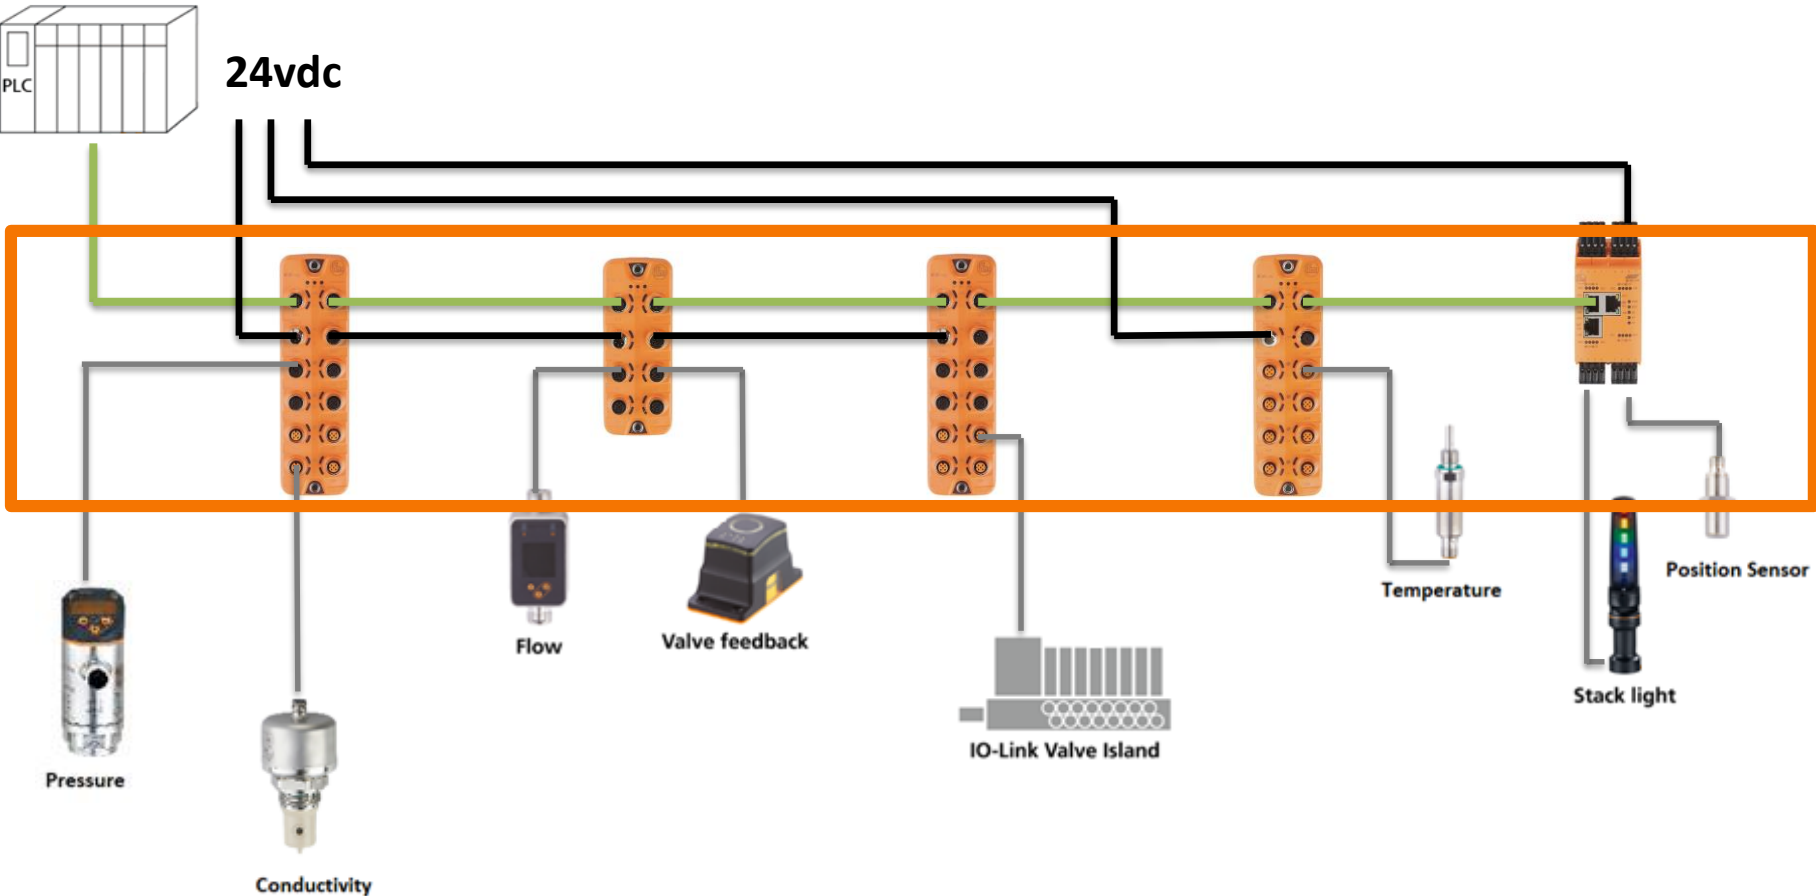 PLC
24vdc
Temperature
Position Sensor
Flow
Valve feedback
Stack light
IO-Link Valve Island
Pressure
Conductivity